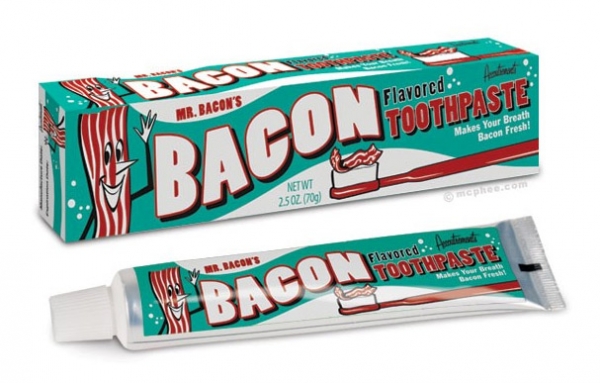 BACON
MR. BACON'S
BACON
Flavored
TOOTHPASTE
Accoutrements
Makes Your Breath
Bacon Fresh!
NET WT
2.5 OZ. (70g)
© mcphee.com
MR. BACON'S
BACON
Flavored
TOOTHPASTE
Accoutrements
Makes Your Breath
Bacon Fresh!